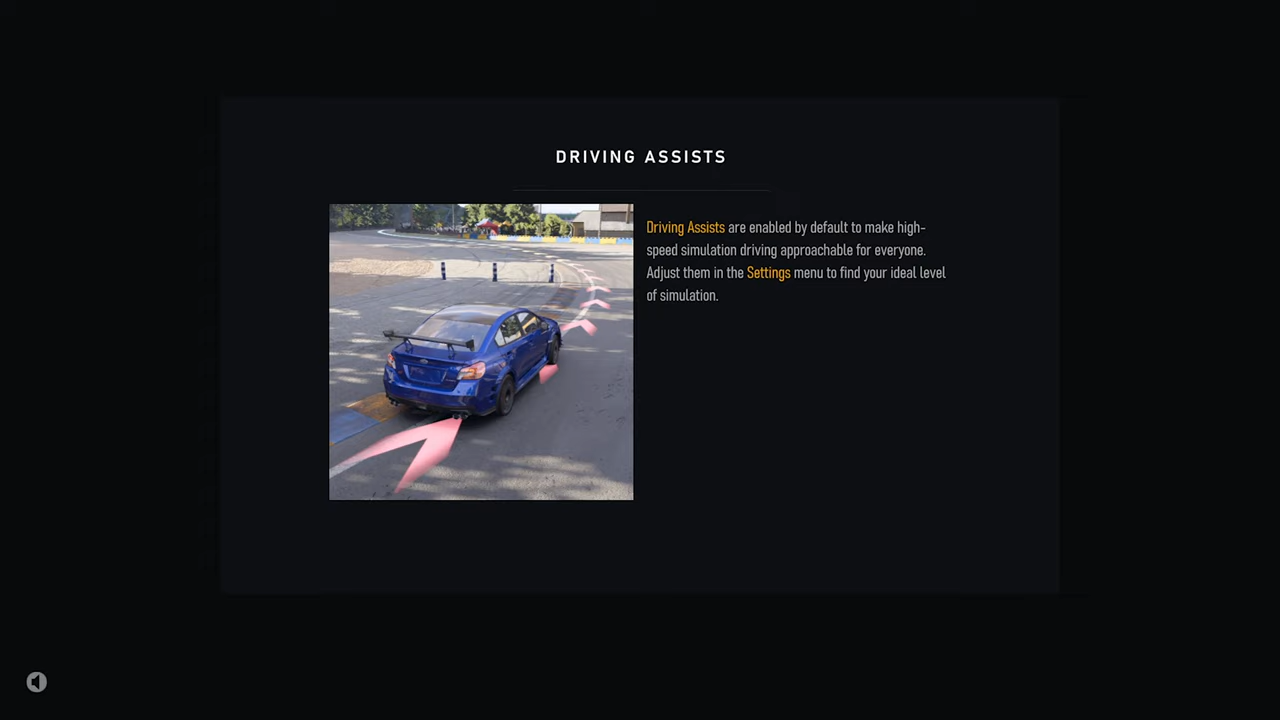 DRIVING ASSISTS
Driving Assists are enabled by default to make high-
speed simulation driving approachable for everyone.
Adjust them in the Settings menu to find your ideal level
of simulation.